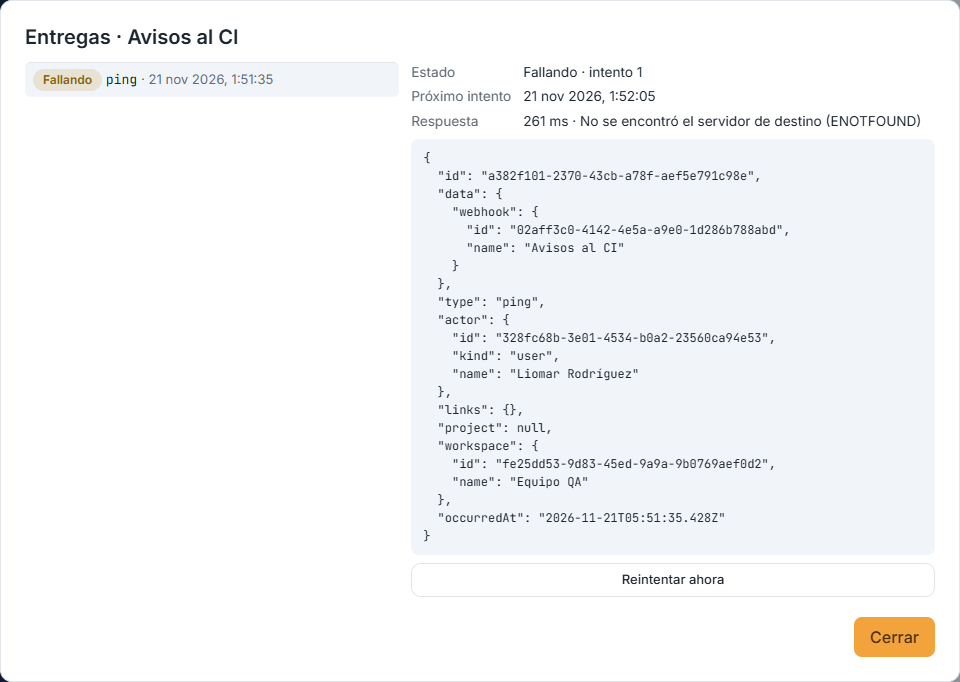 Entregas · Avisos al CI
Fallando ping · 21 nov 2026, 1:51:35
Estado Fallando · intento 1
Próximo intento 21 nov 2026, 1:52:05
Respuesta 261 ms · No se encontró el servidor de destino (ENOTFOUND)
{
  "id": "a382f101-2370-43cb-a78f-aef5e791c98e",
  "data": {
    "webhook": {
      "id": "02aff3c0-4142-4e5a-a9e0-1d286b788abd",
      "name": "Avisos al CI"
    }
  },
  "type": "ping",
  "actor": {
    "id": "328fc68b-3e01-4534-b0a2-23560ca94e53",
    "kind": "user",
    "name": "Liomar Rodríguez"
  },
  "links": {},
  "project": null,
  "workspace": {
    "id": "fe25dd53-9d83-45ed-9a9a-9b0769aef0d2",
    "name": "Equipo QA"
  },
  "occurredAt": "2026-11-21T05:51:35.428Z"
}
Reintentar ahora
Cerrar